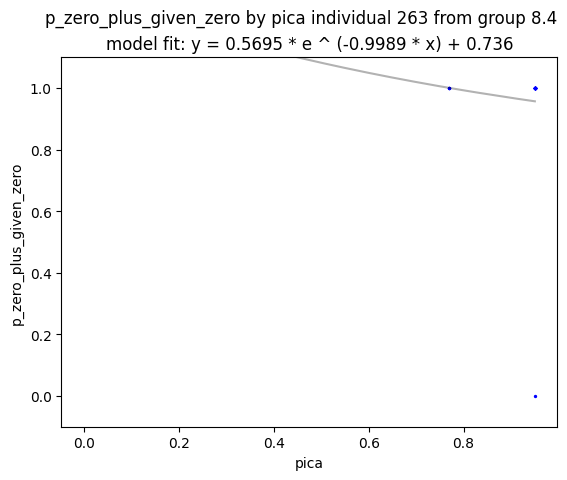 p_zero_plus_given_zero by pica individual 263 from group 8.4
model fit: y = 0.5695 * e ^ (-0.9989 * x) + 0.736
1.0
0.8
0.6
0.4
0.2
0.0
p_zero_plus_given_zero
0.0 0.2 0.4 0.6 0.8
pica